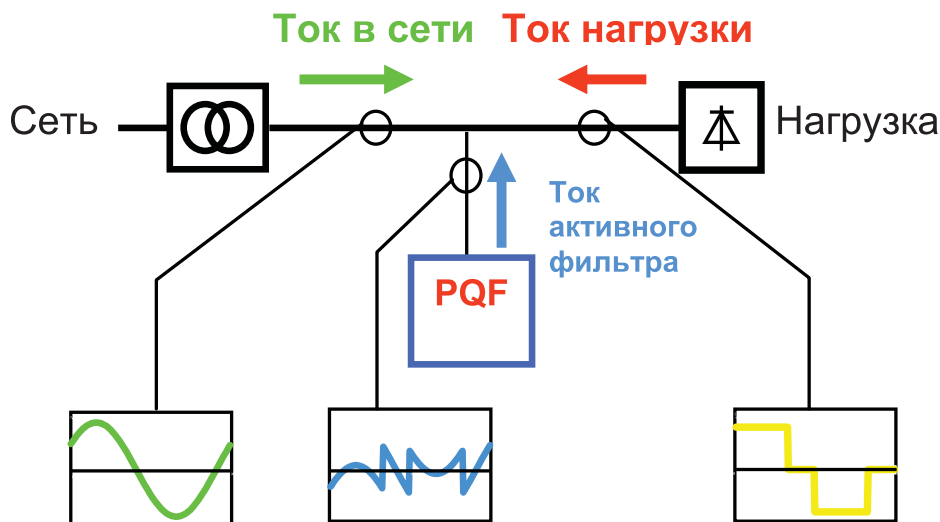 Ток в сети
Ток нагрузки
Сеть
Нагрузка
Ток
активного
фильтра
PQF